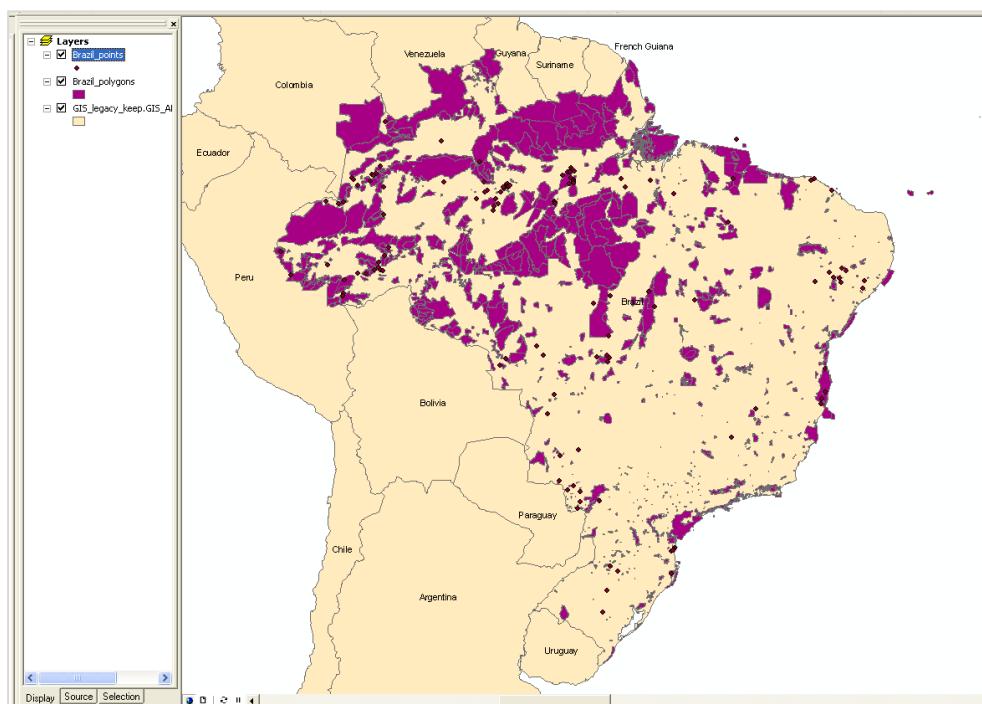 Layers
Brazil_points
Brazil_polygons
GIS_legacy_keep.GIS_Al
Display
Source
Selection
French Guiana
Venezuela
Guyana
Suriname
Colombia
Ecuador
Peru
Brazil
Bolivia
Paraguay
Chile
Argentina
Uruguay